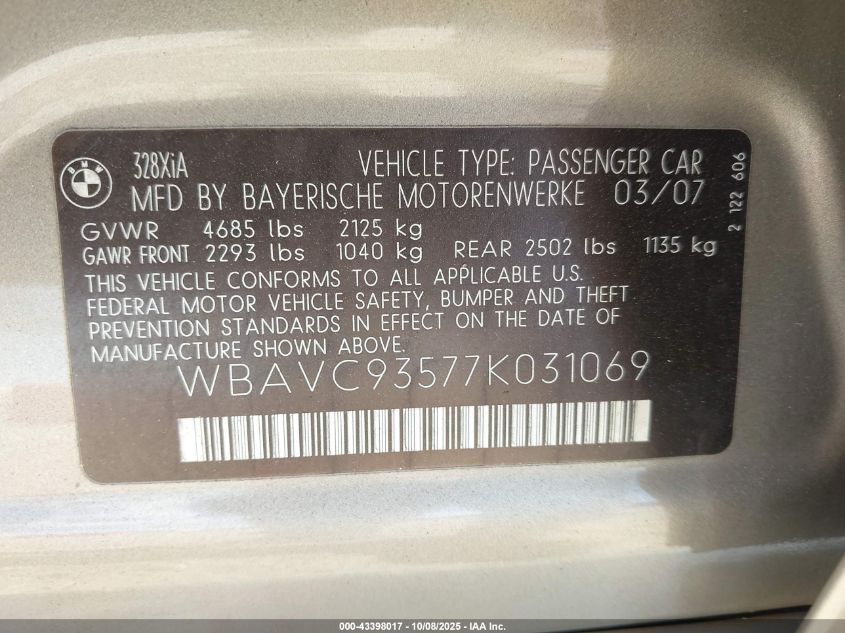 BMW
328XiA VEHICLE TYPE: PASSENGER CAR
MFD BY BAYERISCHE MOTORENWERKE 03/07
GVWR 4685 lbs 2125 kg
GAWR FRONT 2293 lbs 1040 kg REAR 2502 lbs 1135 kg
THIS VEHICLE CONFORMS TO ALL APPLICABLE U.S.
FEDERAL MOTOR VEHICLE SAFETY, BUMPER AND THEFT
PREVENTION STANDARDS IN EFFECT ON THE DATE OF
MANUFACTURE SHOWN ABOVE.
WBAVC93577K031069
2 122 606
000-43398017 - 10/08/2025 - IAA Inc.